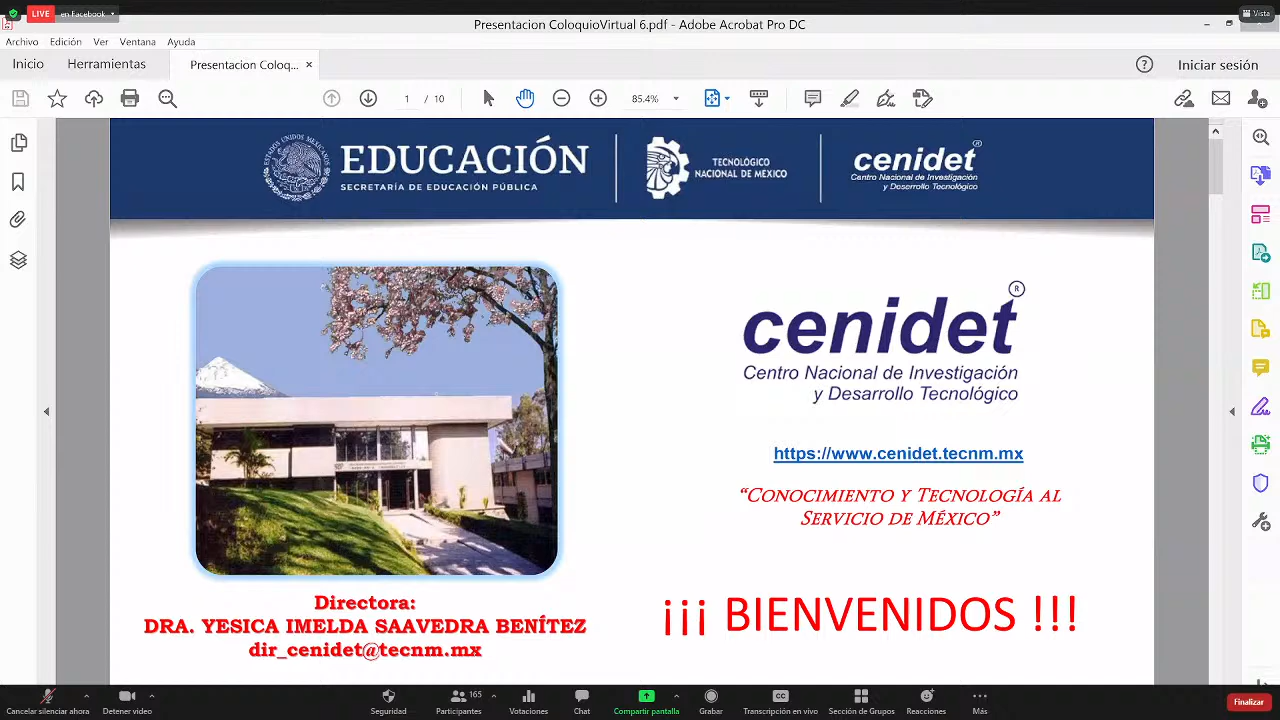 LIVE en Facebook
Presentacion ColoquioVirtual 6.pdf - Adobe Acrobat Pro DC
Vista
Archivo Edición Ver Ventana Ayuda
Inicio Herramientas Presentacion Coloq... × Iniciar sesión
1 / 10 85.4%
EDUCACIÓN
SECRETARÍA DE EDUCACIÓN PÚBLICA
TECNOLÓGICO
NACIONAL DE MÉXICO
cenidet®
Centro Nacional de Investigación
y Desarrollo Tecnológico
cenidet®
Centro Nacional de Investigación
y Desarrollo Tecnológico
https://www.cenidet.tecnm.mx
“CONOCIMIENTO Y TECNOLOGÍA AL
SERVICIO DE MÉXICO”
Directora:
DRA. YESICA IMELDA SAAVEDRA BENÍTEZ
dir_cenidet@tecnm.mx
¡¡¡ BIENVENIDOS !!!
165
Cancelar silenciar ahora Detener video Seguridad Participantes Votaciones Chat Compartir pantalla Grabar Transcripción en vivo Sección de Grupos Reacciones Más Finalizar